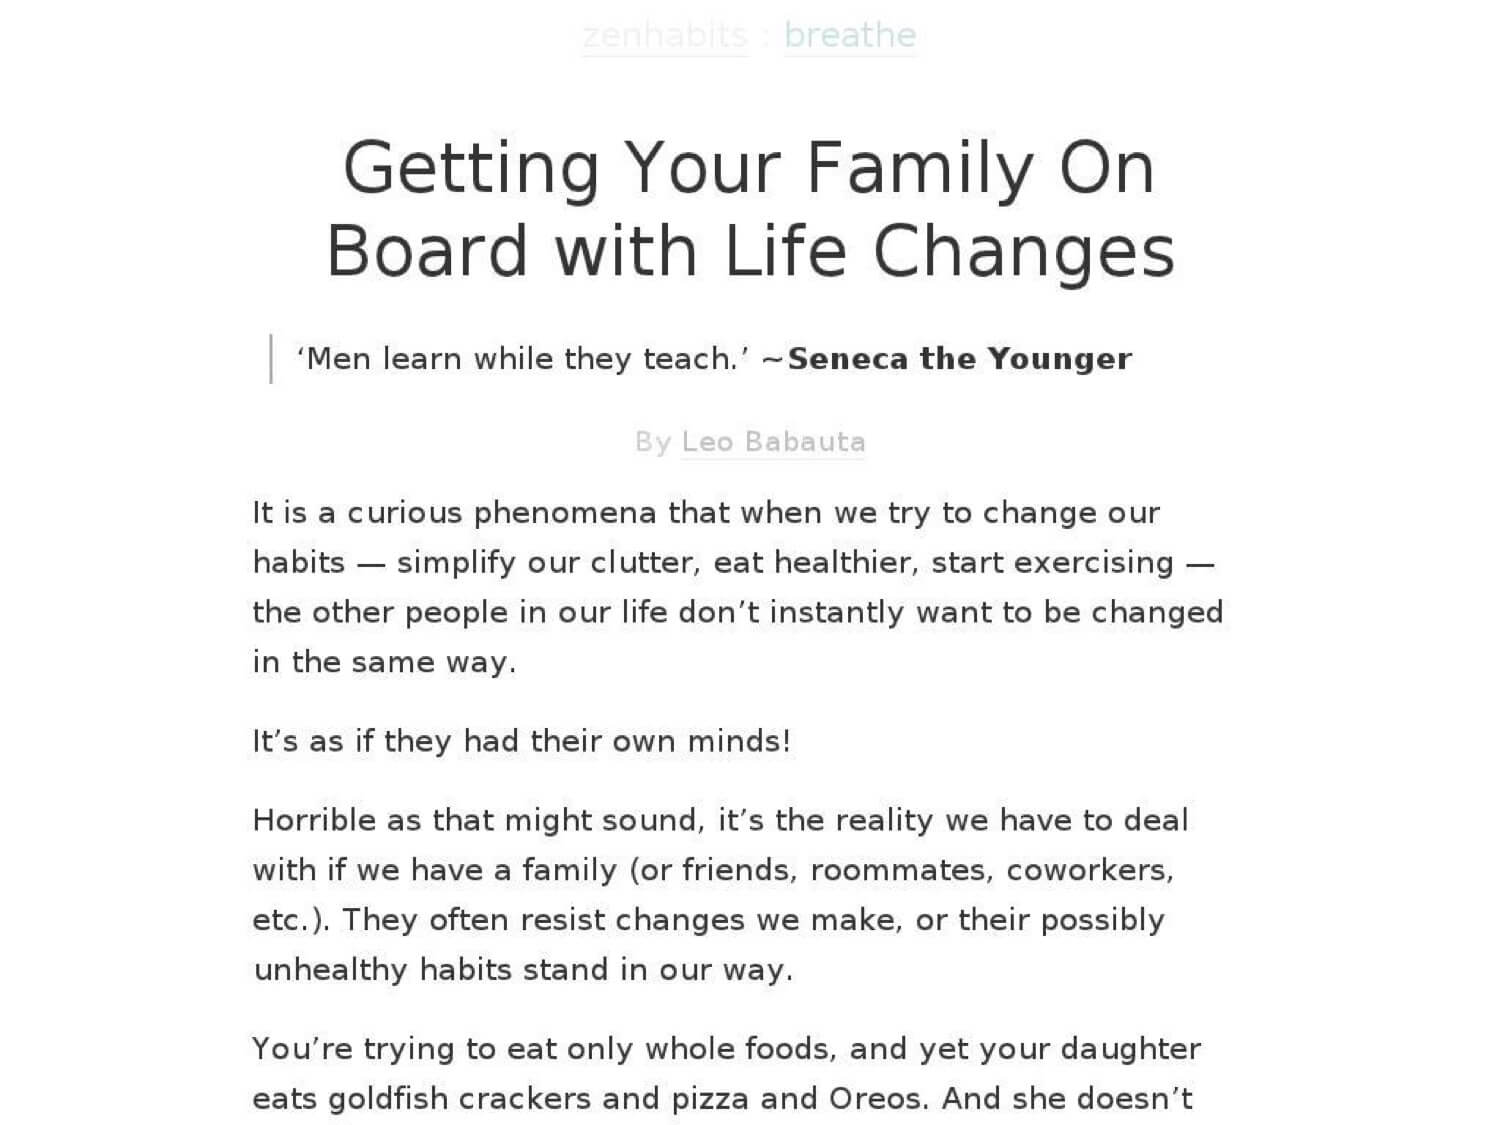 zenhabits : breathe
Getting Your Family On
Board with Life Changes
‘Men learn while they teach.’ ~Seneca the Younger
By Leo Babauta
It is a curious phenomena that when we try to change our
habits — simplify our clutter, eat healthier, start exercising —
the other people in our life don’t instantly want to be changed
in the same way.
It’s as if they had their own minds!
Horrible as that might sound, it’s the reality we have to deal
with if we have a family (or friends, roommates, coworkers,
etc.). They often resist changes we make, or their possibly
unhealthy habits stand in our way.
You’re trying to eat only whole foods, and yet your daughter
eats goldfish crackers and pizza and Oreos. And she doesn’t